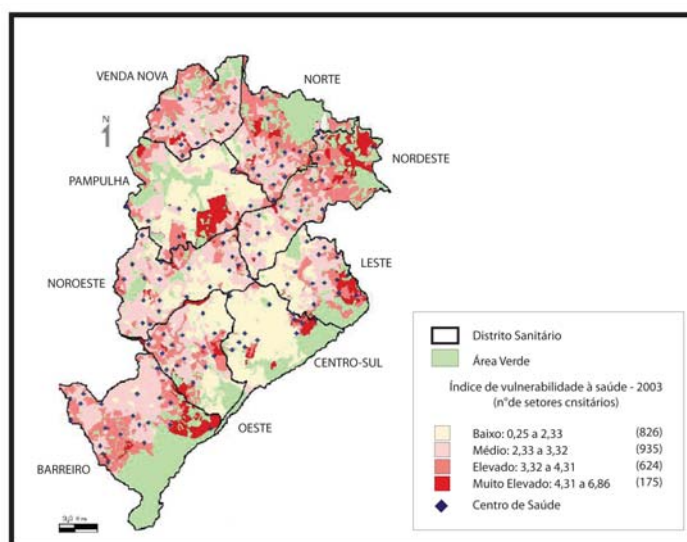 VENDA NOVA
NORTE
N
NORDESTE
PAMPULHA
LESTE
NOROESTE
CENTRO-SUL
OESTE
BARREIRO
Distrito Sanitário
Área Verde
Índice de vulnerabilidade à saúde - 2003
(n°de setores cnsitários)
Baixo: 0,25 a 2,33 (826)
Médio: 2,33 a 3,32 (935)
Elevado: 3,32 a 4,31 (624)
Muito Elevado: 4,31 a 6,86 (175)
Centro de Saúde